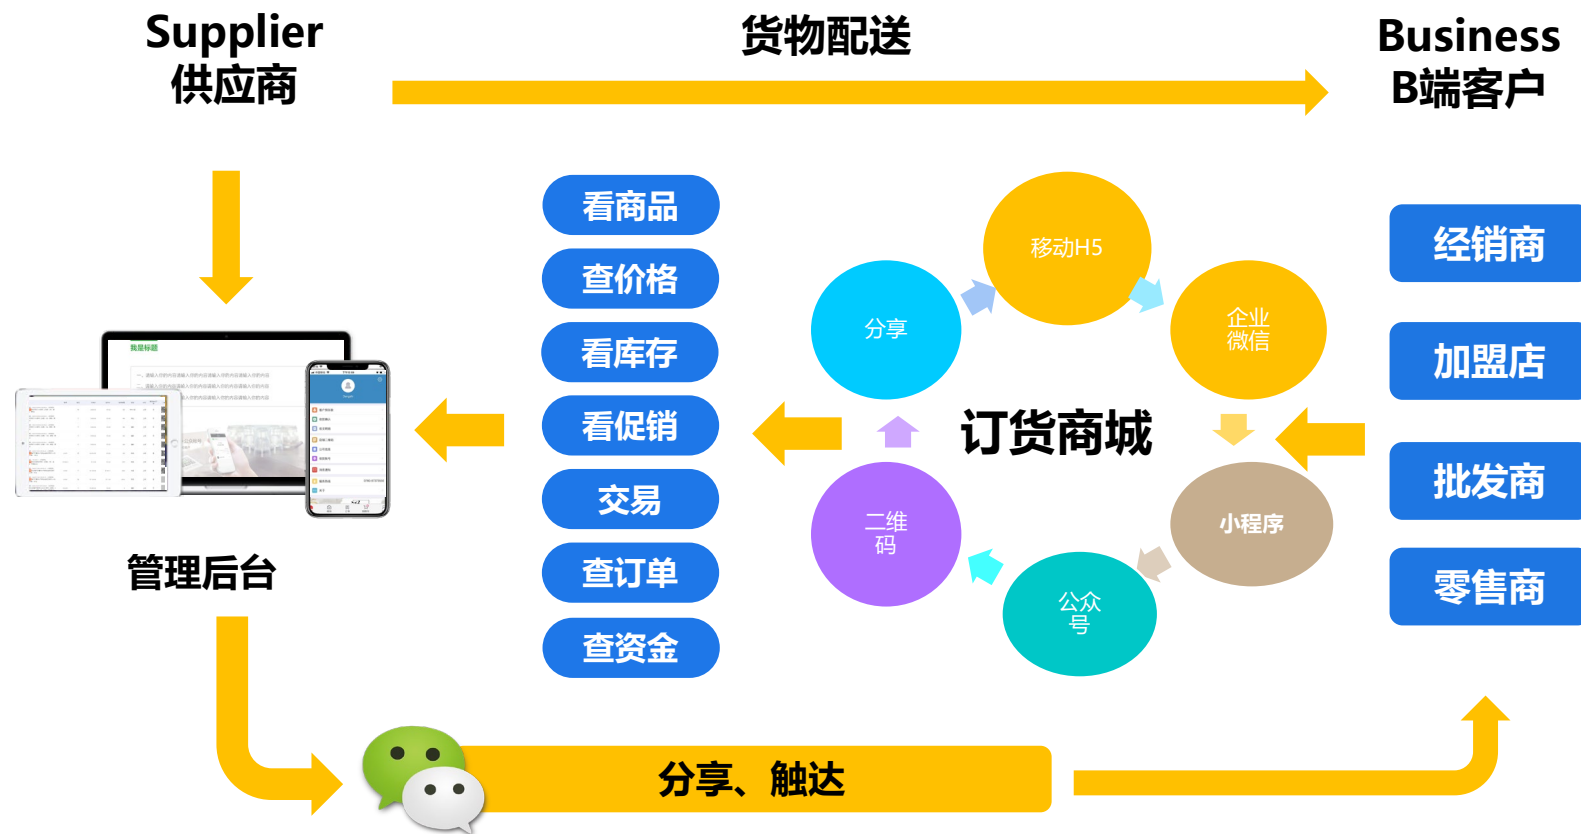 Supplier
供应商
货物配送
Business
B端客户
看商品
查价格
看库存
看促销
交易
查订单
查资金
移动H5
分享
企业
微信
订货商城
二维
码
小程序
公众
号
经销商
加盟店
批发商
零售商
我是标题
管理后台
分享、触达